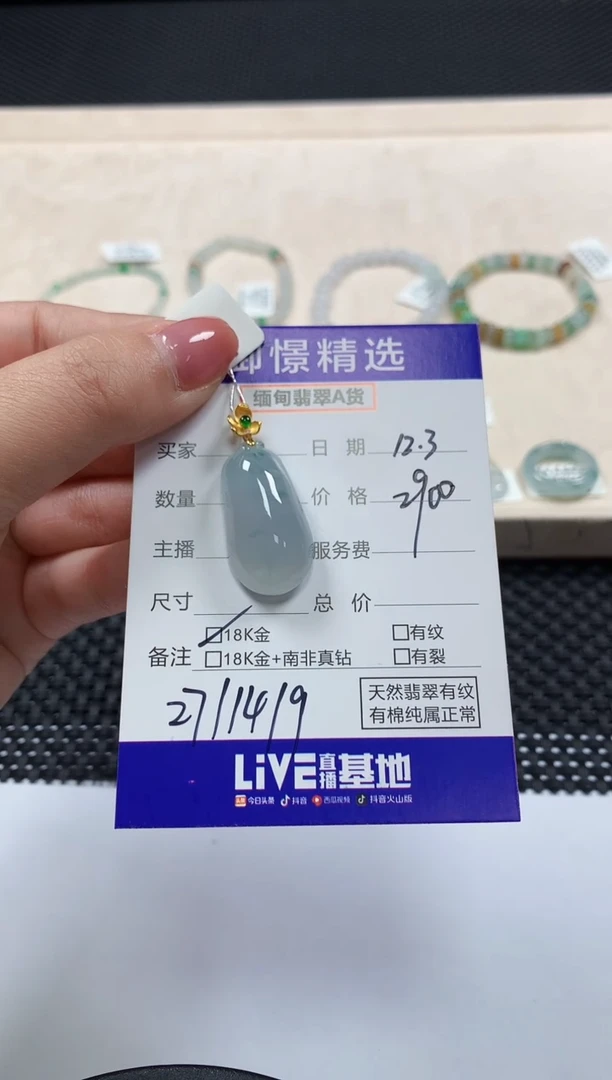 御憬精选
缅甸翡翠A货
买家 日期 12.3
数量 价格 2900
主播 服务费
尺寸 总价
备注 18K金 有纹
18K金+南非真钻 有裂
27/14/9
天然翡翠有纹
有棉纯属正常
LiVE直播基地
今日头条 抖音 西瓜视频 抖音火山版